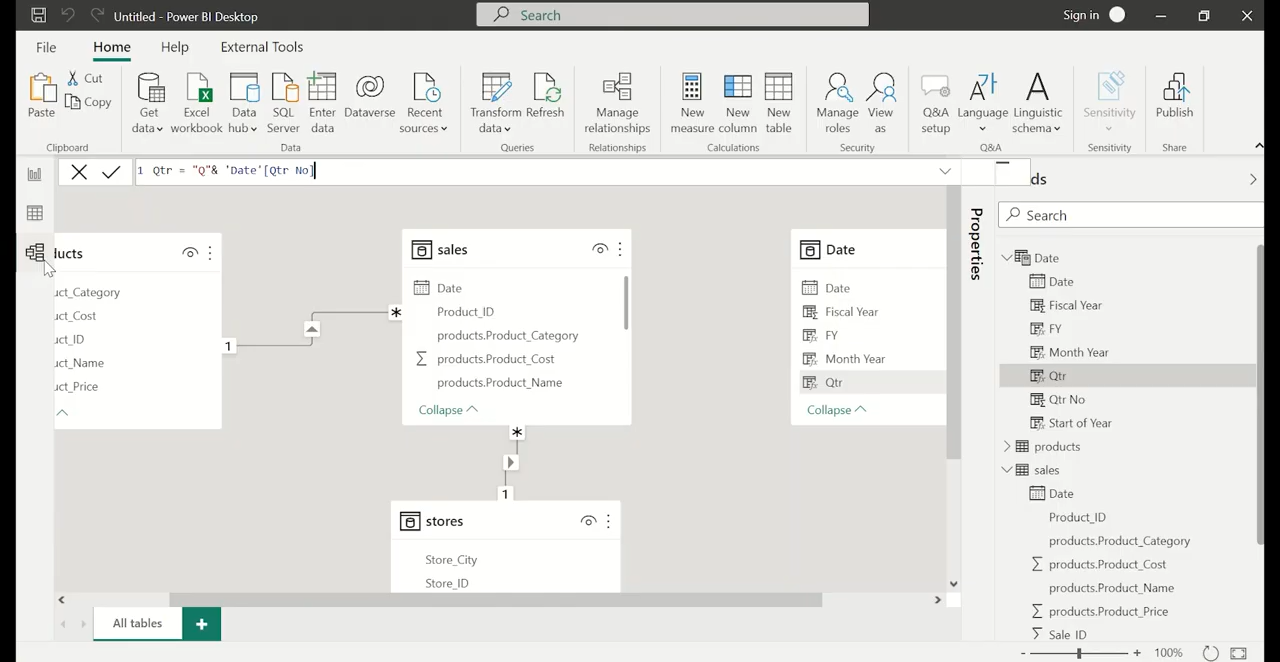 Untitled - Power BI Desktop
Search
Sign in
File
Home
Help
External Tools
Paste
Cut
Copy
Get data
Excel workbook
Data hub
SQL Server
Enter data
Dataverse
Recent sources
Transform data
Refresh
Manage relationships
New measure
New column
New table
Manage roles
View as
Q&A setup
Language
Linguistic schema
Sensitivity
Publish
Clipboard
Data
Queries
Relationships
Calculations
Security
Q&A
Sensitivity
Share
1 Qtr = "Q"& 'Date'[Qtr No]
ds
Search
Properties
ducts
uct_Category
uct_Cost
uct_ID
uct_Name
uct_Price
1
*
sales
Date
Product_ID
products.Product_Category
products.Product_Cost
products.Product_Name
Collapse
*
1
stores
Store_City
Store_ID
Date
Date
Fiscal Year
FY
Month Year
Qtr
Collapse
Date
Date
Fiscal Year
FY
Month Year
Qtr
Qtr No
Start of Year
products
sales
Date
Product_ID
products.Product_Category
products.Product_Cost
products.Product_Name
products.Product_Price
Sale_ID
All tables
+
- + 100%